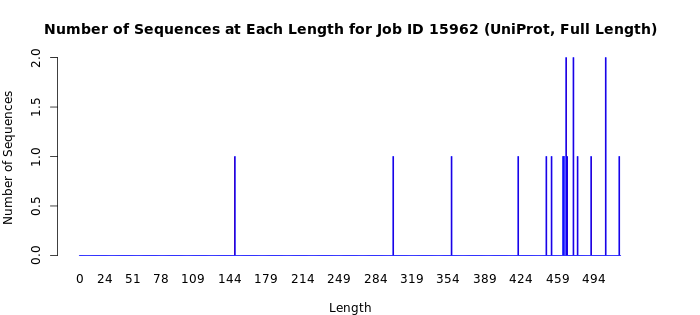 Number of Sequences at Each Length for Job ID 15962 (UniProt, Full Length)
Number of Sequences
2.0
1.5
1.0
0.5
0.0
0 24 51 78 109 144 179 214 249 284 319 354 389 424 459 494
Length